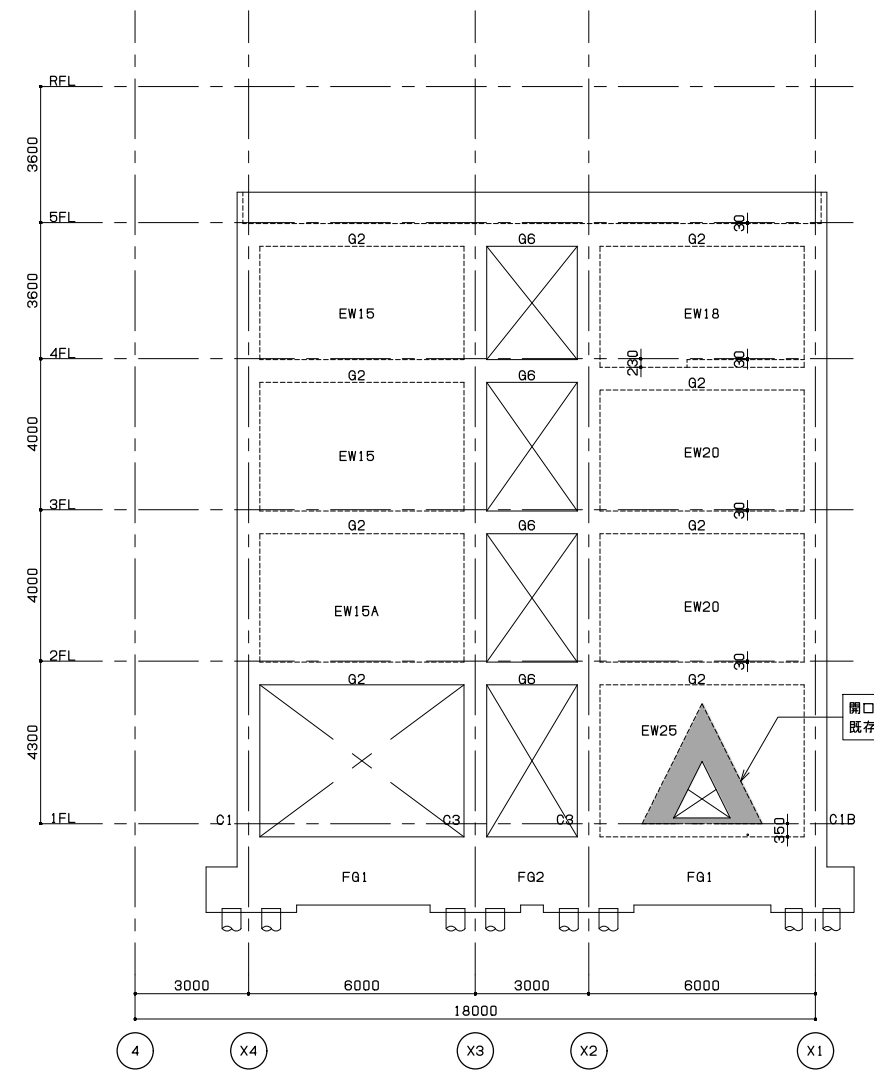 RFL
3600
5FL
30
G2 G6 G2
3600
EW15 EW18
4FL
230 30
G2 G6 G2
4000
EW15 EW20
3FL
30
G2 G6 G2
4000
EW15A EW20
2FL
30
G2 G6 G2
開口
既存
EW25
4300
1FL
C1 C3 C3 C1B
350
FG1 FG2 FG1
3000 6000 3000 6000
18000
4 X4 X3 X2 X1